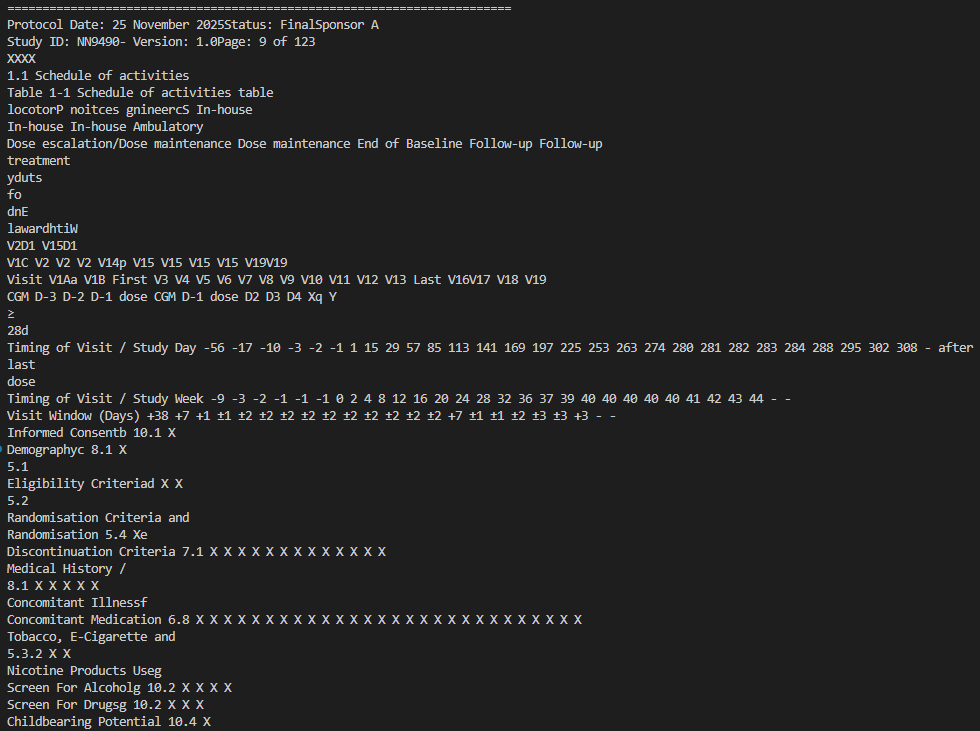 ========================================================================
Protocol Date: 25 November 2025Status: FinalSponsor A
Study ID: NN9490- Version: 1.0Page: 9 of 123
XXXX
1.1 Schedule of activities
Table 1-1 Schedule of activities table
locotorP noitces gnineercS In-house
In-house In-house Ambulatory
Dose escalation/Dose maintenance Dose maintenance End of Baseline Follow-up Follow-up
treatment
yduts
fo
dnE
lawardhtiW
V2D1 V15D1
V1C V2 V2 V2 V14p V15 V15 V15 V15 V19V19
Visit V1Aa V1B First V3 V4 V5 V6 V7 V8 V9 V10 V11 V12 V13 Last V16V17 V18 V19
CGM D-3 D-2 D-1 dose CGM D-1 dose D2 D3 D4 Xq Y
≥
28d
Timing of Visit / Study Day -56 -17 -10 -3 -2 -1 1 15 29 57 85 113 141 169 197 225 253 263 274 280 281 282 283 284 288 295 302 308 - after
last
dose
Timing of Visit / Study Week -9 -3 -2 -1 -1 -1 0 2 4 8 12 16 20 24 28 32 36 37 39 40 40 40 40 40 41 42 43 44 - -
Visit Window (Days) +38 +7 +1 ±1 ±2 ±2 ±2 ±2 ±2 ±2 ±2 ±2 ±2 +7 ±1 ±1 ±2 ±3 ±3 +3 - -
Informed Consentb 10.1 X
Demographyc 8.1 X
5.1
Eligibility Criteriad X X
5.2
Randomisation Criteria and
Randomisation 5.4 Xe
Discontinuation Criteria 7.1 X X X X X X X X X X X X X
Medical History /
8.1 X X X X X
Concomitant Illnessf
Concomitant Medication 6.8 X X X X X X X X X X X X X X X X X X X X X X X X X X X X
Tobacco, E-Cigarette and
5.3.2 X X
Nicotine Products Useg
Screen For Alcoholg 10.2 X X X X
Screen For Drugsg 10.2 X X X
Childbearing Potential 10.4 X